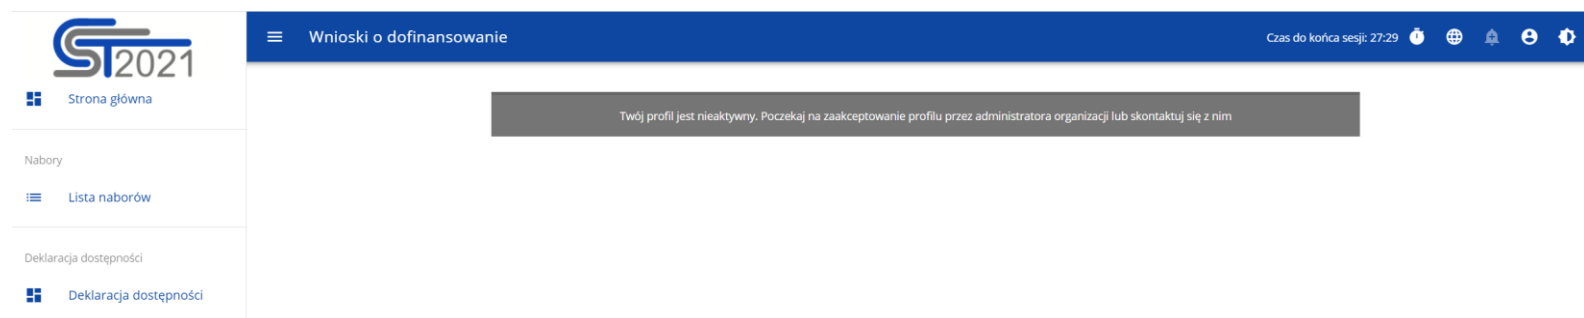 CST2021
Wnioski o dofinansowanie
Czas do końca sesji: 27:29
Strona główna
Twój profil jest nieaktywny. Poczekaj na zaakceptowanie profilu przez administratora organizacji lub skontaktuj się z nim
Nabory
Lista naborów
Deklaracja dostępności
Deklaracja dostępności